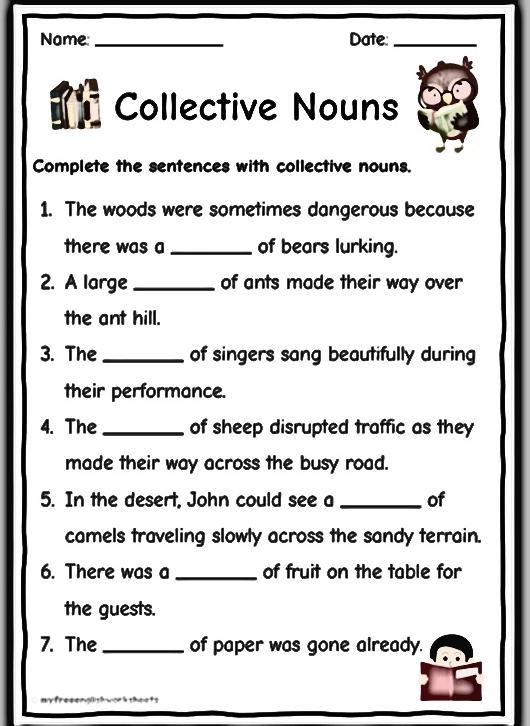 Name: ____________ Date: ________
Collective Nouns
Complete the sentences with collective nouns.
1. The woods were sometimes dangerous because
there was a ________ of bears lurking.
2. A large ________ of ants made their way over
the ant hill.
3. The ________ of singers sang beautifully during
their performance.
4. The ________ of sheep disrupted traffic as they
made their way across the busy road.
5. In the desert, John could see a ________ of
camels traveling slowly across the sandy terrain.
6. There was a ________ of fruit on the table for
the guests.
7. The ________ of paper was gone already.
myfreeenglishworksheets